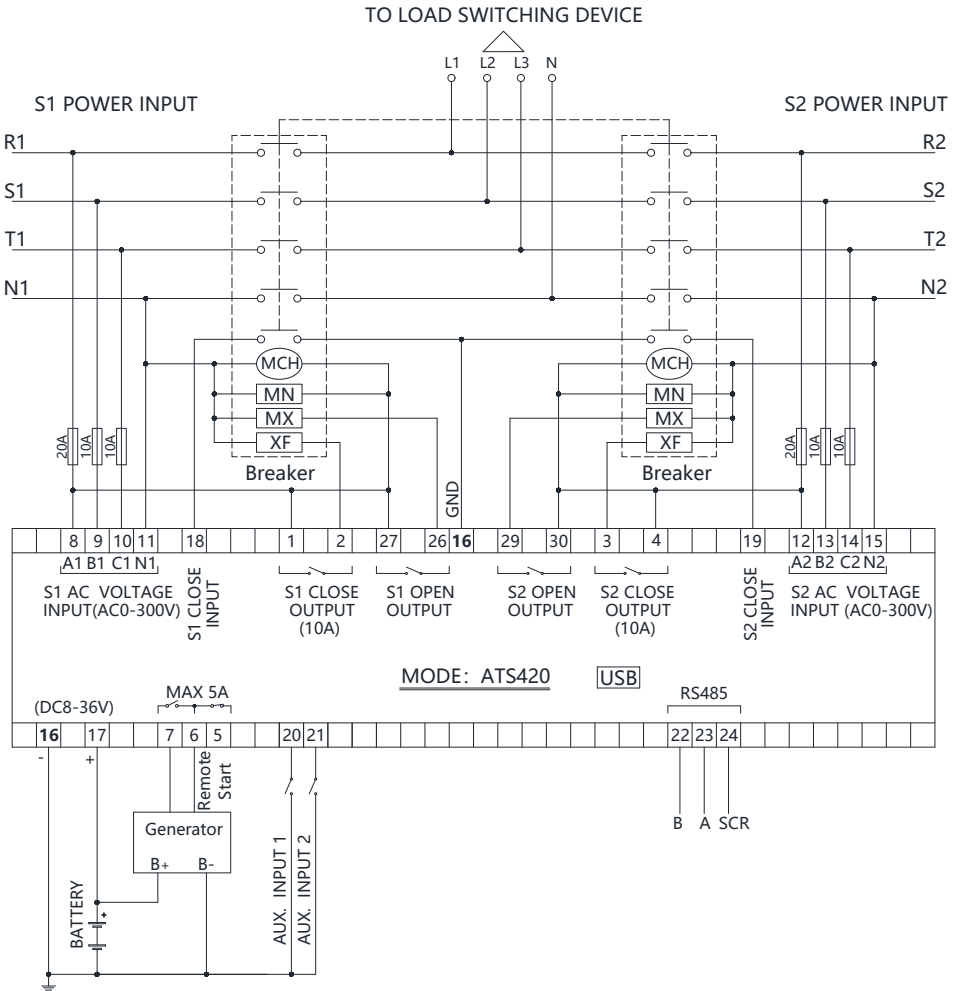 TO LOAD SWITCHING DEVICE
L1 L2 L3 N
S1 POWER INPUT
S2 POWER INPUT
R1
R2
S1
S2
T1
T2
N1
N2
MCH
MCH
MN
MN
MX
MX
XF
XF
20A
10A
10A
20A
10A
10A
Breaker
Breaker
GND
8 9 10 11 18 1 2 27 26 16 29 30 3 4 19 12 13 14 15
A1 B1 C1 N1
A2 B2 C2 N2
S1 AC VOLTAGE
INPUT(AC0-300V)
S1 CLOSE
INPUT
S1 CLOSE
OUTPUT
(10A)
S1 OPEN
OUTPUT
S2 OPEN
OUTPUT
S2 CLOSE
OUTPUT
(10A)
S2 CLOSE
INPUT
S2 AC VOLTAGE
INPUT (AC0-300V)
MODE: ATS420
USB
(DC8-36V)
MAX 5A
RS485
16 17 7 6 5 20 21 22 23 24
- +
Remote
Start
Generator
B+ B-
BATTERY
+
AUX. INPUT 1
AUX. INPUT 2
B A SCR